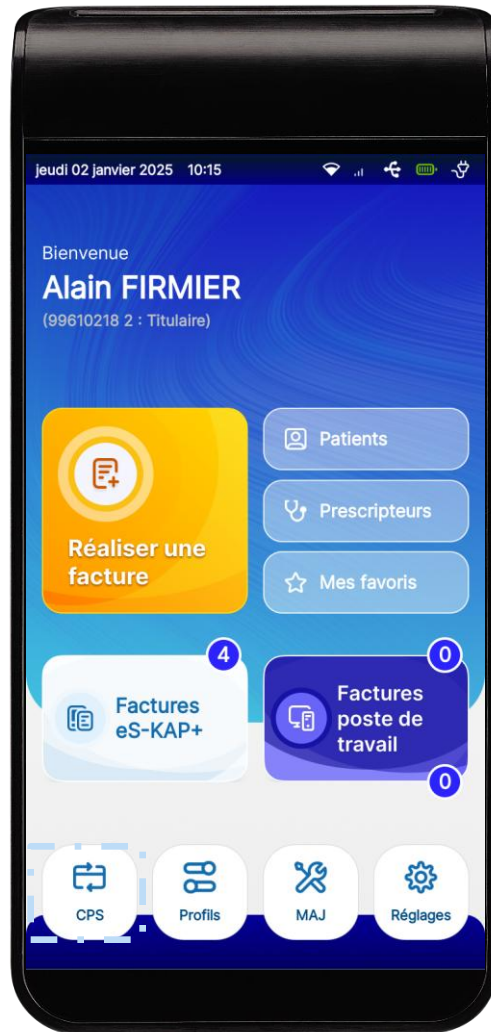 jeudi 02 janvier 2025 10:15
Bienvenue
Alain FIRMIER
(99610218 2 : Titulaire)
Réaliser une
facture
Patients
Prescripteurs
Mes favoris
4
Factures
eS-KAP+
0
Factures
poste de
travail
0
CPS
Profils
MAJ
Réglages